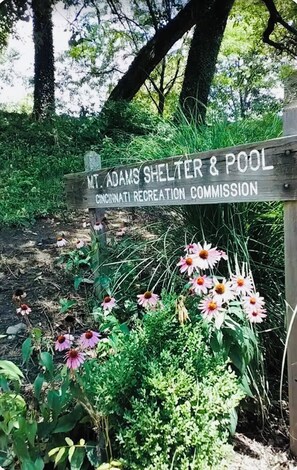 MT. ADAMS SHELTER & POOL
CINCINNATI RECREATION COMMISSION